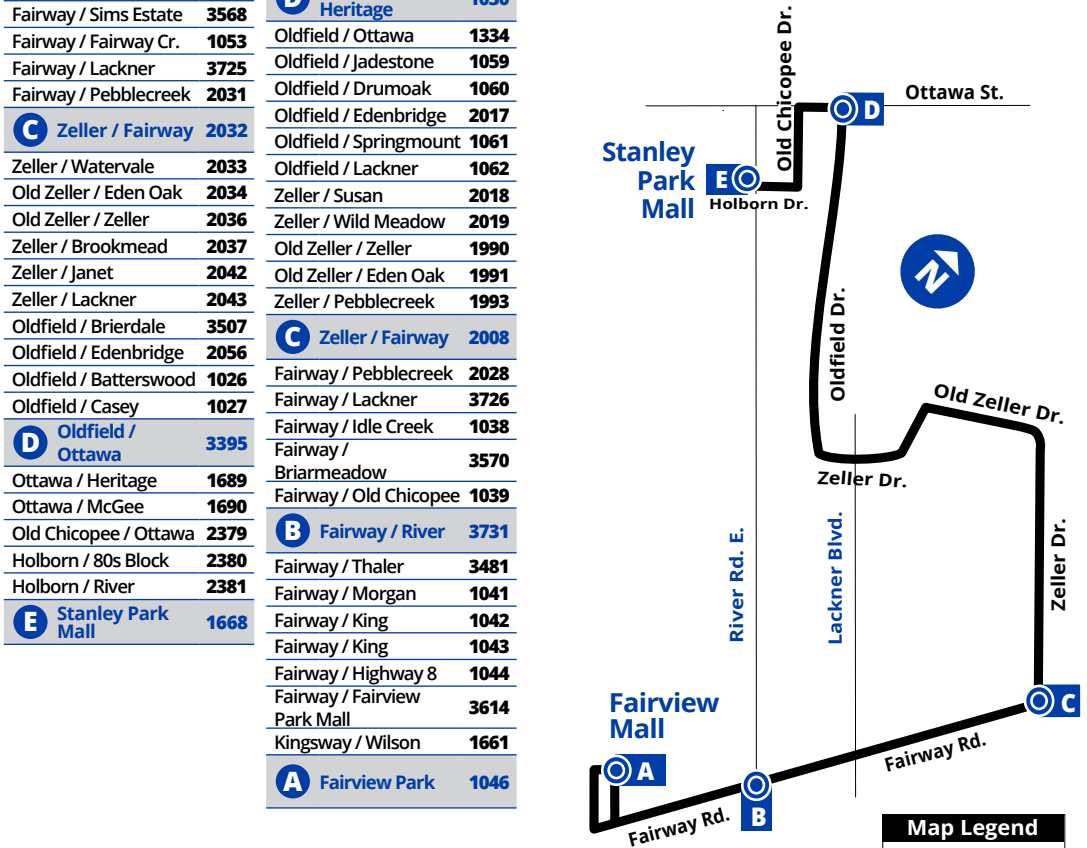 Fairway / Sims Estate 3568
Fairway / Fairway Cr. 1053
Fairway / Lackner 3725
Fairway / Pebblecreek 2031
C Zeller / Fairway 2032
Zeller / Watervale 2033
Old Zeller / Eden Oak 2034
Old Zeller / Zeller 2036
Zeller / Brookmead 2037
Zeller / Janet 2042
Zeller / Lackner 2043
Oldfield / Brierdale 3507
Oldfield / Edenbridge 2056
Oldfield / Batterswood 1026
Oldfield / Casey 1027
D Oldfield /
Ottawa 3395
Ottawa / Heritage 1689
Ottawa / McGee 1690
Old Chicopee / Ottawa 2379
Holborn / 80s Block 2380
Holborn / River 2381
E Stanley Park
Mall 1668
Heritage
Oldfield / Ottawa 1334
Oldfield / Jadestone 1059
Oldfield / Drumoak 1060
Oldfield / Edenbridge 2017
Oldfield / Springmount 1061
Oldfield / Lackner 1062
Zeller / Susan 2018
Zeller / Wild Meadow 2019
Old Zeller / Zeller 1990
Old Zeller / Eden Oak 1991
Zeller / Pebblecreek 1993
C Zeller / Fairway 2008
Fairway / Pebblecreek 2028
Fairway / Lackner 3726
Fairway / Idle Creek 1038
Fairway /
Briarmeadow 3570
Fairway / Old Chicopee 1039
B Fairway / River 3731
Fairway / Thaler 3481
Fairway / Morgan 1041
Fairway / King 1042
Fairway / King 1043
Fairway / Highway 8 1044
Fairway / Fairview
Park Mall 3614
Kingsway / Wilson 1661
A Fairview Park 1046
Old Chicopee Dr.
Ottawa St.
D
Stanley
Park
Mall
E
Holborn Dr.
N
Oldfield Dr.
Old Zeller Dr.
Zeller Dr.
River Rd. E.
Lackner Blvd.
Zeller Dr.
C
Fairview
Mall
A
Fairway Rd.
B
Fairway Rd.
Map Legend